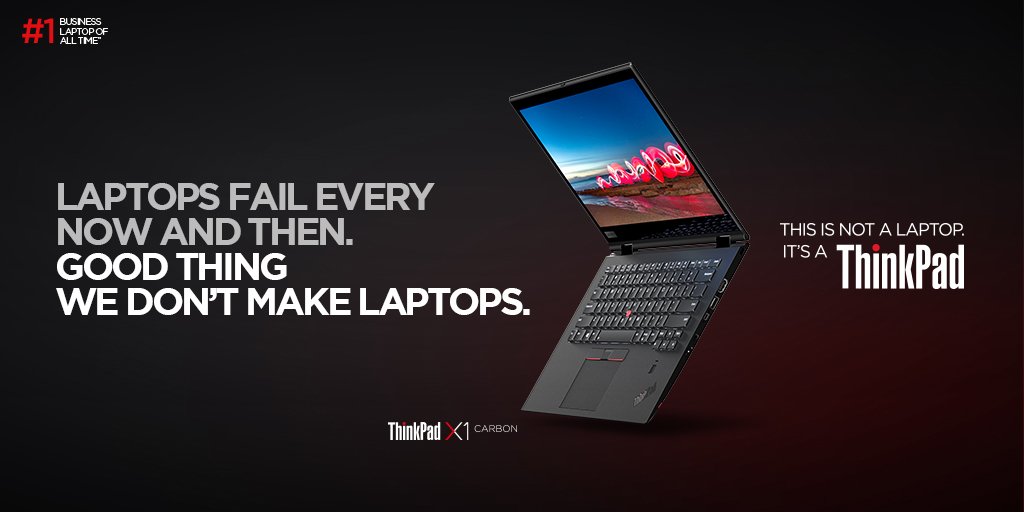 #1 BUSINESS
LAPTOP OF
ALL TIME™
LAPTOPS FAIL EVERY
NOW AND THEN.
GOOD THING
WE DON'T MAKE LAPTOPS.
THIS IS NOT A LAPTOP.
IT'S A ThinkPad
ThinkPad X1 CARBON